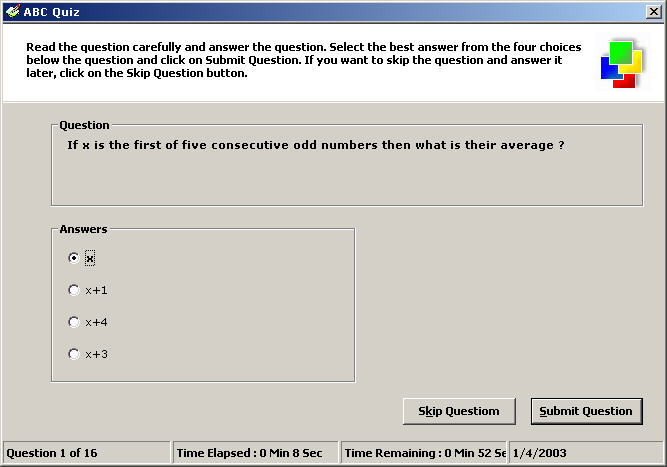 ABC Quiz
Read the question carefully and answer the question. Select the best answer from the four choices
below the question and click on Submit Question. If you want to skip the question and answer it
later, click on the Skip Question button.
Question
If x is the first of five consecutive odd numbers then what is their average ?
Answers
x
x+1
x+4
x+3
Skip Questiom
Submit Question
Question 1 of 16
Time Elapsed : 0 Min 8 Sec
Time Remaining : 0 Min 52 Se
1/4/2003